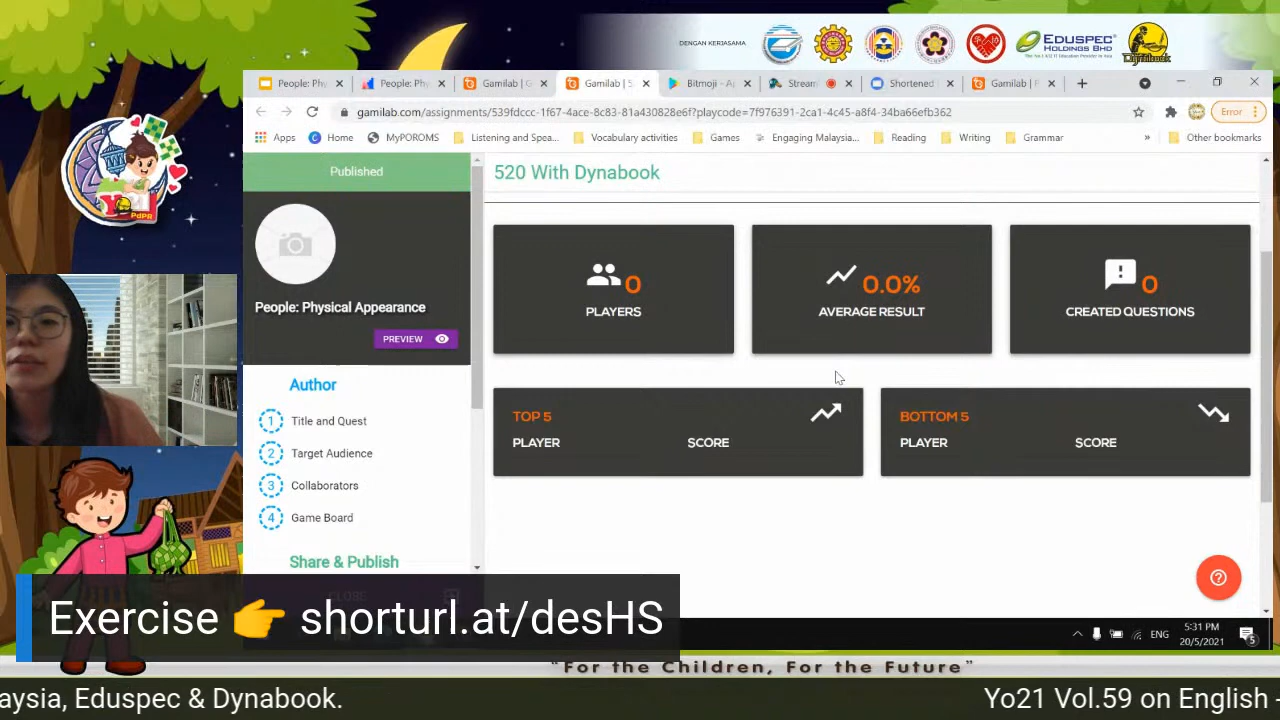 DENGAN KERJASAMA
EDUSPEC
HOLDINGS BHD
Dynabook
People: Phy
People: Phy
Gamilab | G
Gamilab | 5
Bitmoji - Ap
Stream
Shortened
Gamilab | P
gamilab.com/assignments/539fdccc-1f67-4ace-8c83-81a430828e6f?playcode=7f976391-2ca1-4c45-a8f4-34ba66efb362
Error
Apps
Home
MyPOROMS
Listening and Spea...
Vocabulary activities
Games
Engaging Malaysia...
Reading
Writing
Grammar
»
Other bookmarks
Published
520 With Dynabook
People: Physical Appearance
PREVIEW
Author
1 Title and Quest
2 Target Audience
3 Collaborators
4 Game Board
Share & Publish
0
PLAYERS
0.0%
AVERAGE RESULT
0
CREATED QUESTIONS
TOP 5
PLAYER SCORE
BOTTOM 5
PLAYER SCORE
PdPR
Exercise 👉 shorturl.at/desHS
ENG
5:31 PM
20/5/2021
5
"For the Children, For the Future"
aysia, Eduspec & Dynabook.
Yo21 Vol.59 on English -